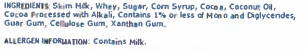 INGREDIENTS: Skim Milk, Whey, Sugar, Corn Syrup, Cocoa, Coconut Oil,
Cocoa Processed with Alkali, Contains 1% or less of Mono and Diglycerides,
Guar Gum, Cellulose Gum, Xanthan Gum.
ALLERGEN INFORMATION: Contains Milk.